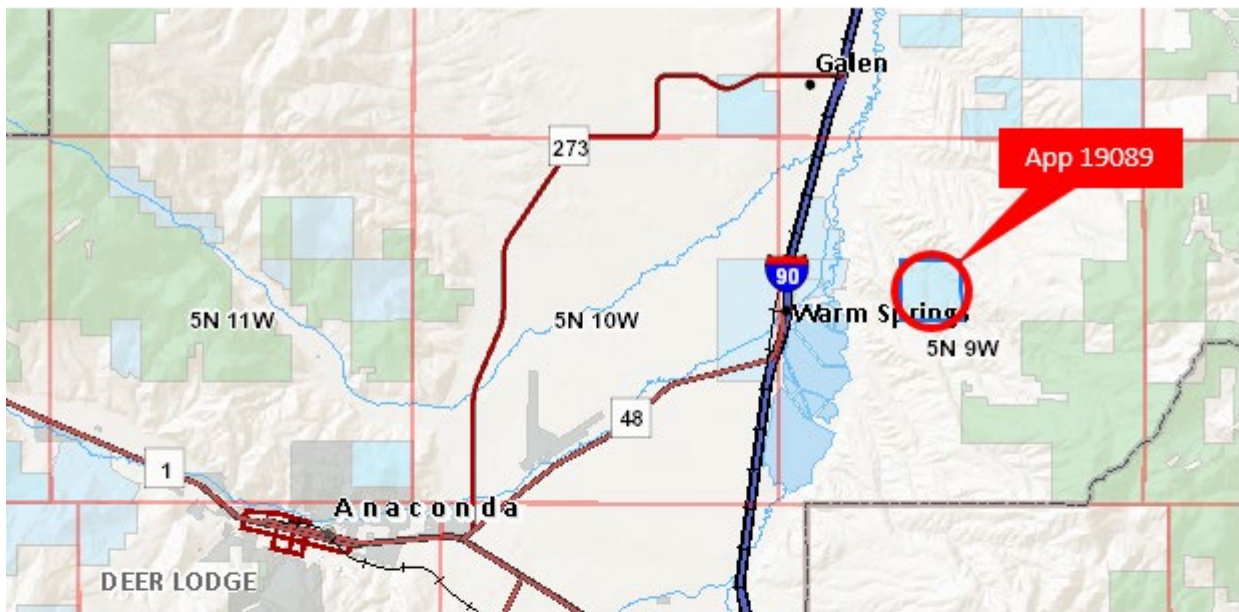 Galen
273
App 19089
90
5N 11W
5N 10W
Warm Springs
5N 9W
48
1
Anaconda
DEER LODGE